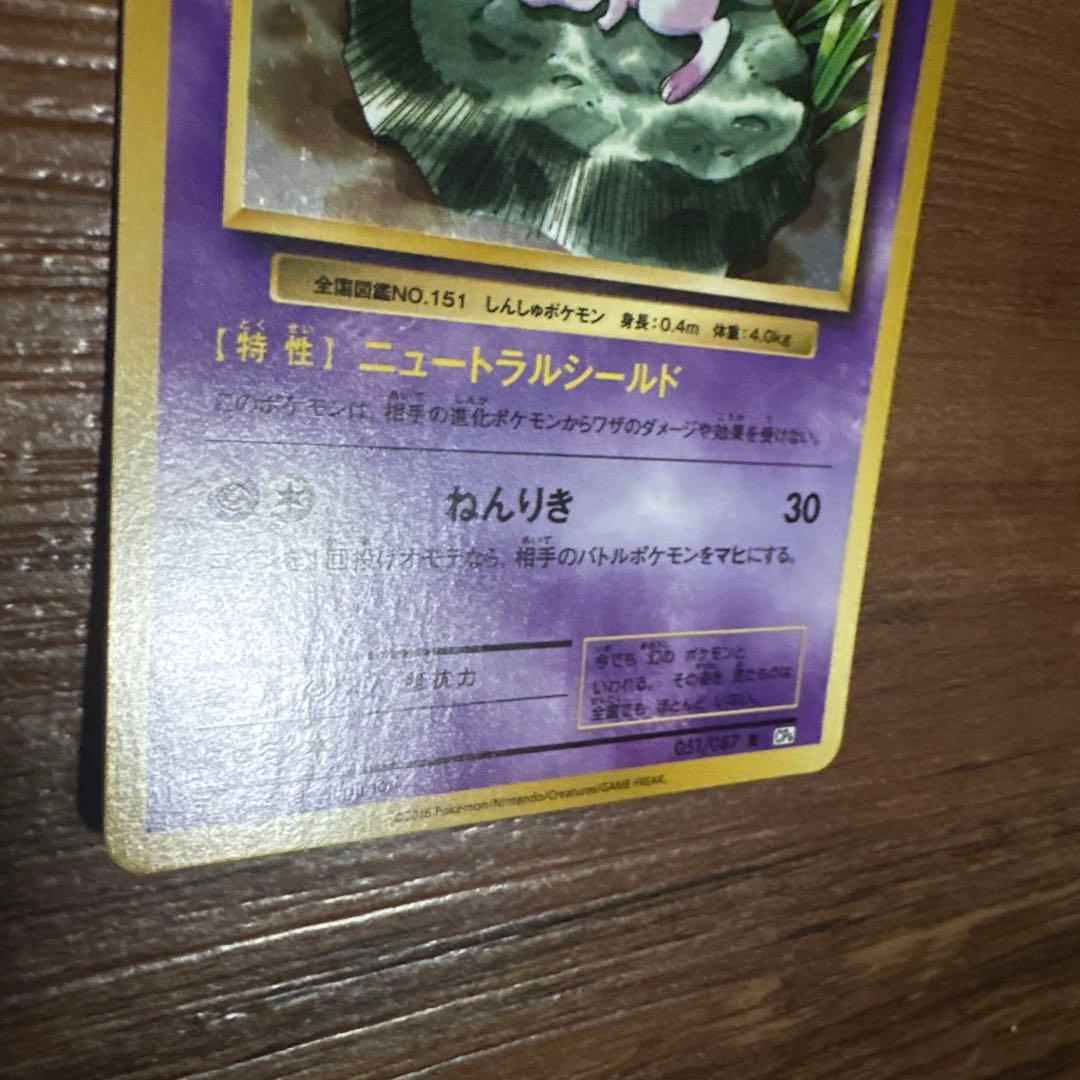 全国図鑑NO.151 しんしゅポケモン 身長:0.4m 体重:4.0kg
【特性】ニュートラルシールド
このポケモンは、相手の進化ポケモンからワザのダメージや効果を受けない。
ねんりき 30
を1回投げオモテなら、相手のバトルポケモンをマヒにする。
抵抗力
今でも 幻の ポケモンと
いわれる。 その姿を 見たものは
全国でも ほとんど いない。
051/087 R CP6
©2016 Pokémon/Nintendo/Creatures/GAME FREAK.